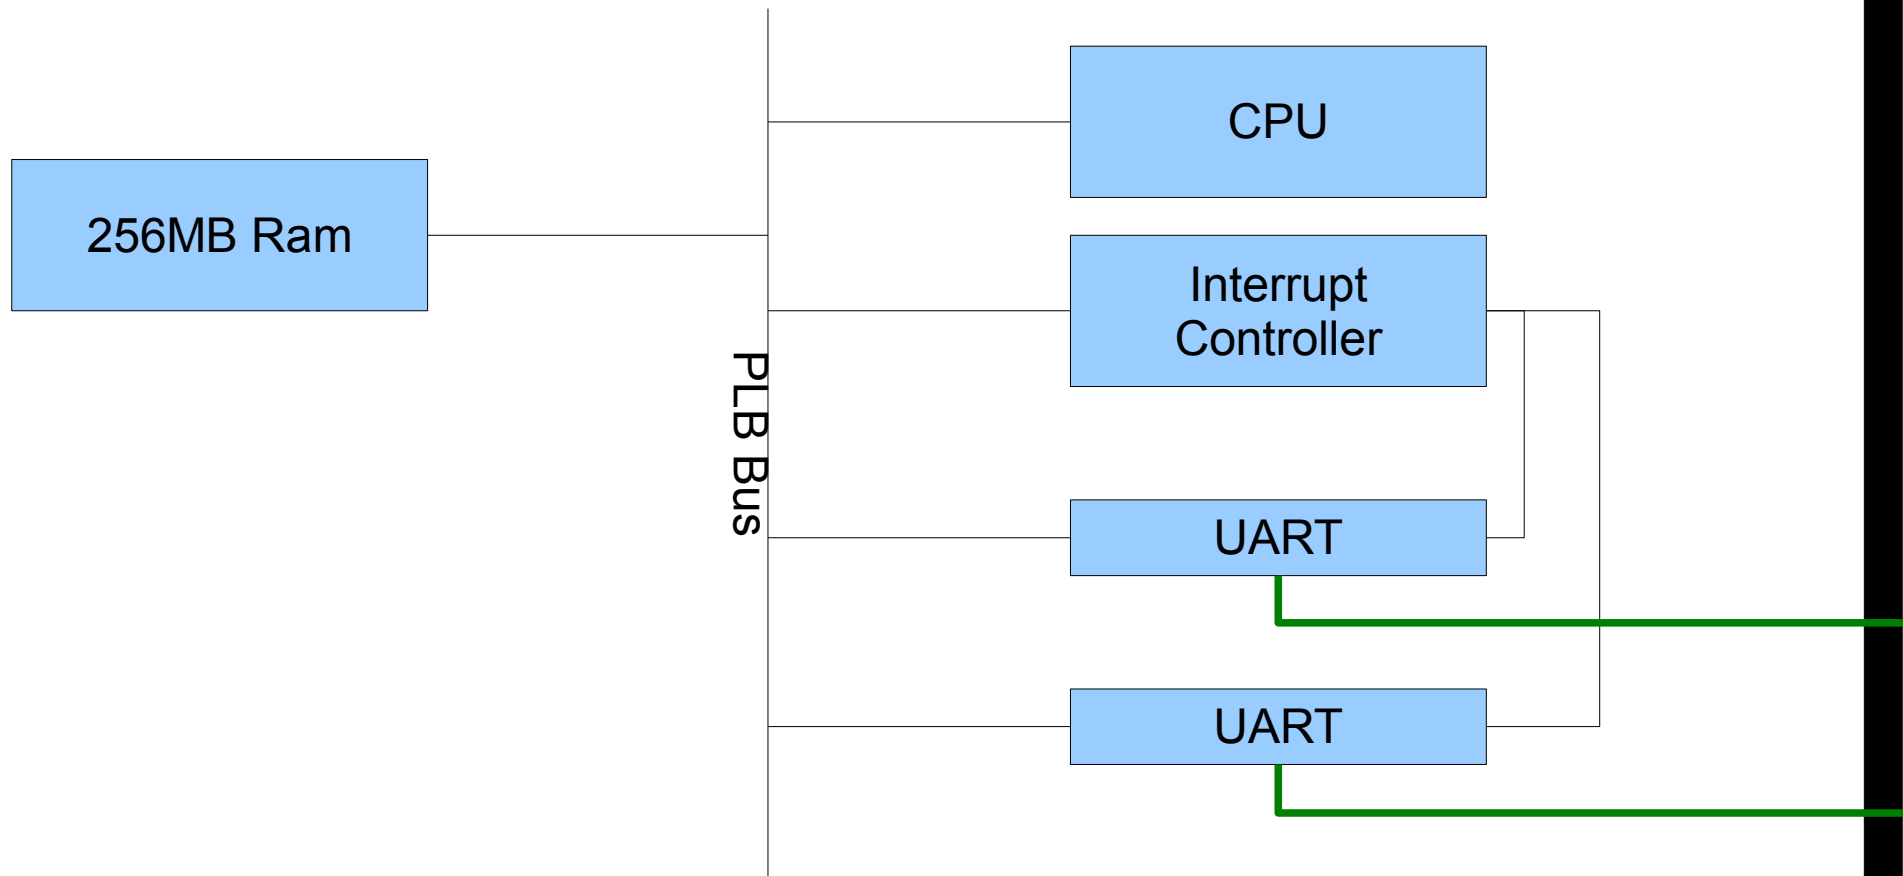 CPU
256MB Ram
Interrupt
Controller
PLB Bus
UART
UART